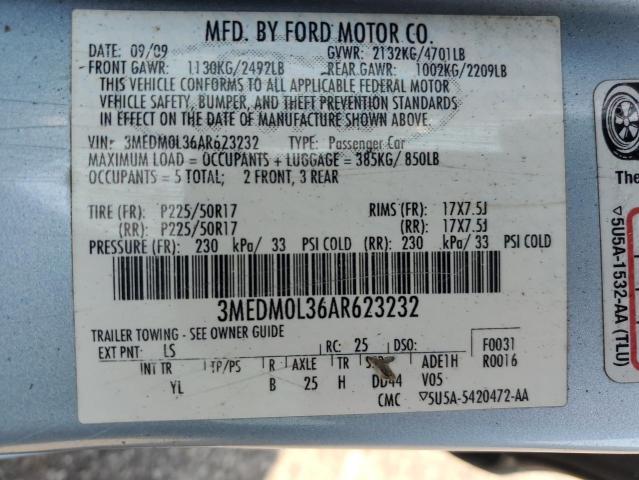 MFD. BY FORD MOTOR CO.
DATE: 09/09 GVWR: 2132KG/4701LB
FRONT GAWR: 1130KG/2492LB REAR GAWR: 1002KG/2209LB
THIS VEHICLE CONFORMS TO ALL APPLICABLE FEDERAL MOTOR
VEHICLE SAFETY, BUMPER, AND THEFT PREVENTION STANDARDS
IN EFFECT ON THE DATE OF MANUFACTURE SHOWN ABOVE.
VIN: 3MEDM0L36AR623232 TYPE: Passenger Car
MAXIMUM LOAD = OCCUPANTS + LUGGAGE = 385KG/ 850LB
OCCUPANTS = 5 TOTAL; 2 FRONT, 3 REAR
TIRE (FR): P225/50R17 RIMS (FR): 17X7.5J
(RR): P225/50R17 (RR): 17X7.5J
PRESSURE (FR): 230 kPa/ 33 PSI COLD (RR): 230 kPa/ 33 PSI COLD
3MEDM0L36AR623232
TRAILER TOWING - SEE OWNER GUIDE
EXT PNT: LS RC: 25 DSO: F0031
INT TR TP/PS R AXLE TR ADE1H R0016
YL B 25 H V05
CMC ▽5U5A-5420472-AA
The
▽5U5A-1532-AA (TLU)